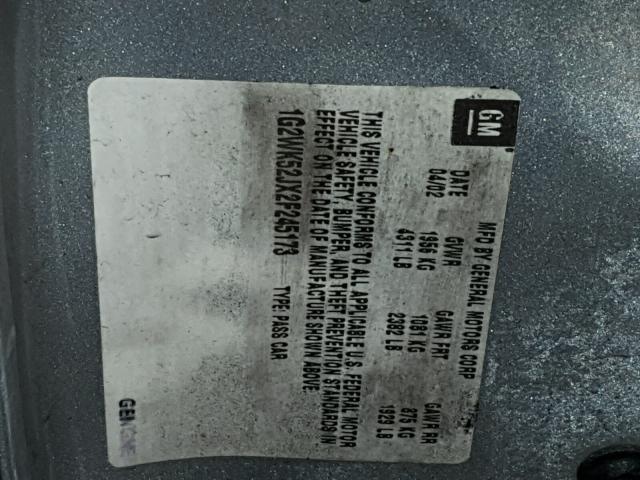 GM
MFD BY GENERAL MOTORS CORP
DATE GVWR GAWR FRT GAWR RR
04/02 1956 KG 1081 KG 875 KG
4311 LB 2382 LB 1929 LB
THIS VEHICLE CONFORMS TO ALL APPLICABLE U.S. FEDERAL MOTOR
VEHICLE SAFETY, BUMPER, AND THEFT PREVENTION STANDARDS IN
EFFECT ON THE DATE OF MANUFACTURE SHOWN ABOVE.
1G2WK52JX2F245173 TYPE: PASS CAR